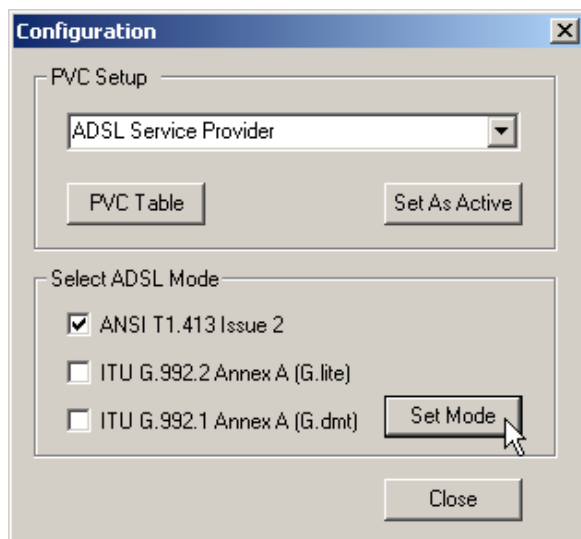 Configuration
PVC Setup
ADSL Service Provider
PVC Table
Set As Active
Select ADSL Mode
ANSI T1.413 Issue 2
ITU G.992.2 Annex A (G.lite)
ITU G.992.1 Annex A (G.dmt)
Set Mode
Close